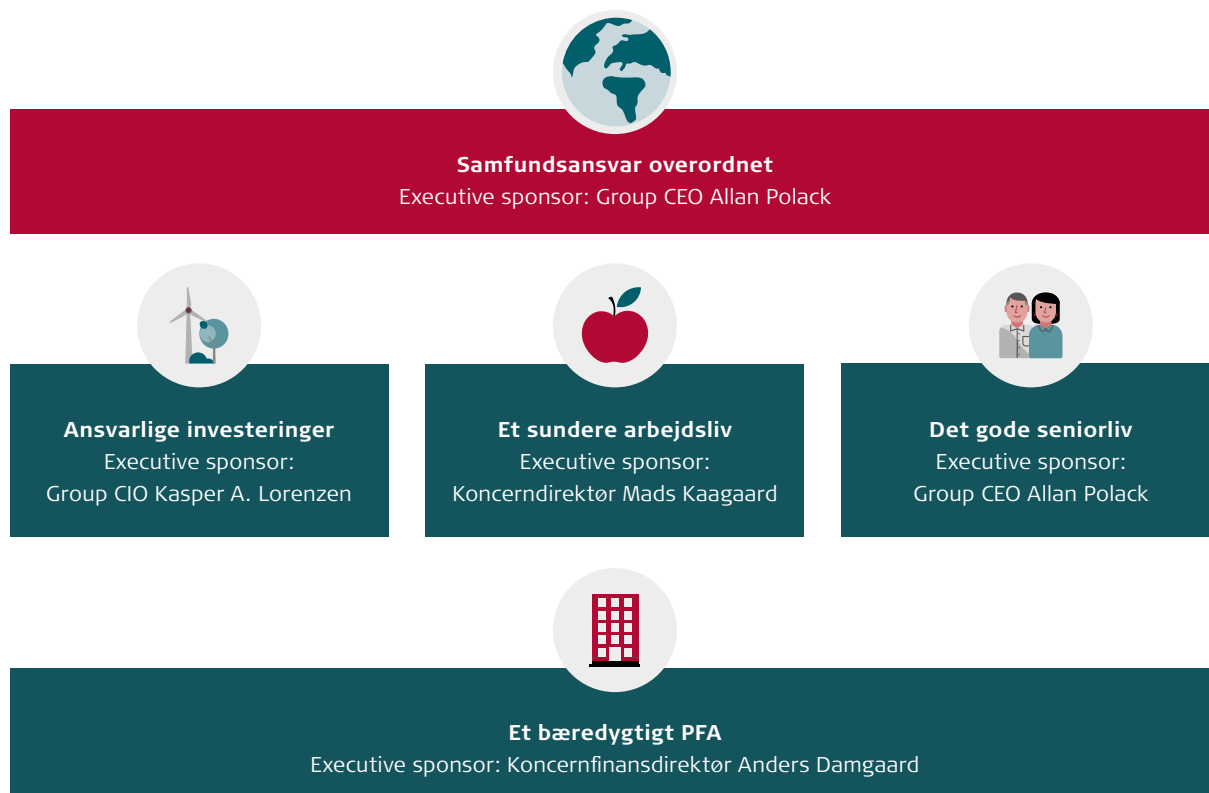 Samfundsansvar overordnet
Executive sponsor: Group CEO Allan Polack
Ansvarlige investeringer
Executive sponsor:
Group CIO Kasper A. Lorenzen
Et sundere arbejdsliv
Executive sponsor:
Koncerndirektør Mads Kaagaard
Det gode seniorliv
Executive sponsor:
Group CEO Allan Polack
Et bæredygtigt PFA
Executive sponsor: Koncernfinansdirektør Anders Damgaard